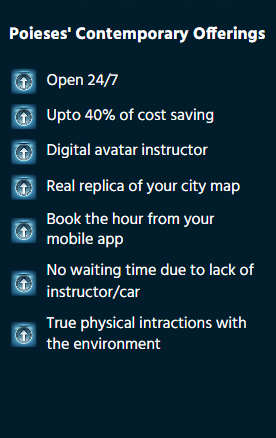 Poieses' Contemporary Offerings
Open 24/7
Upto 40% of cost saving
Digital avatar instructor
Real replica of your city map
Book the hour from your
mobile app
No waiting time due to lack of
instructor/car
True physical intractions with
the environment